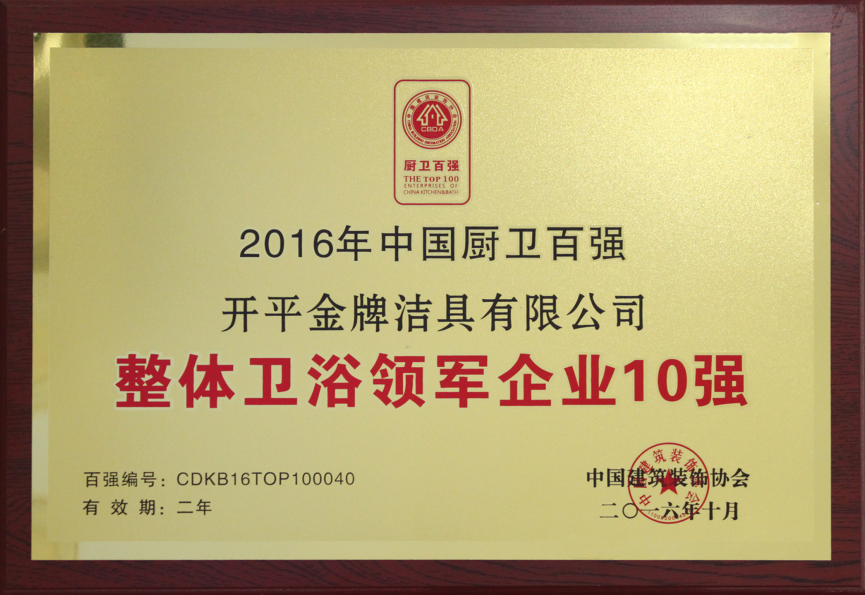 CBDA
厨卫百强
THE TOP 100
ENTERPRISES OF
CHINA KITCHEN&BATH
2016年中国厨卫百强
开平金牌洁具有限公司
整体卫浴领军企业10强
百强编号：CDKB16TOP100040
有效期：二年
中国建筑装饰协会
二〇一六年十月